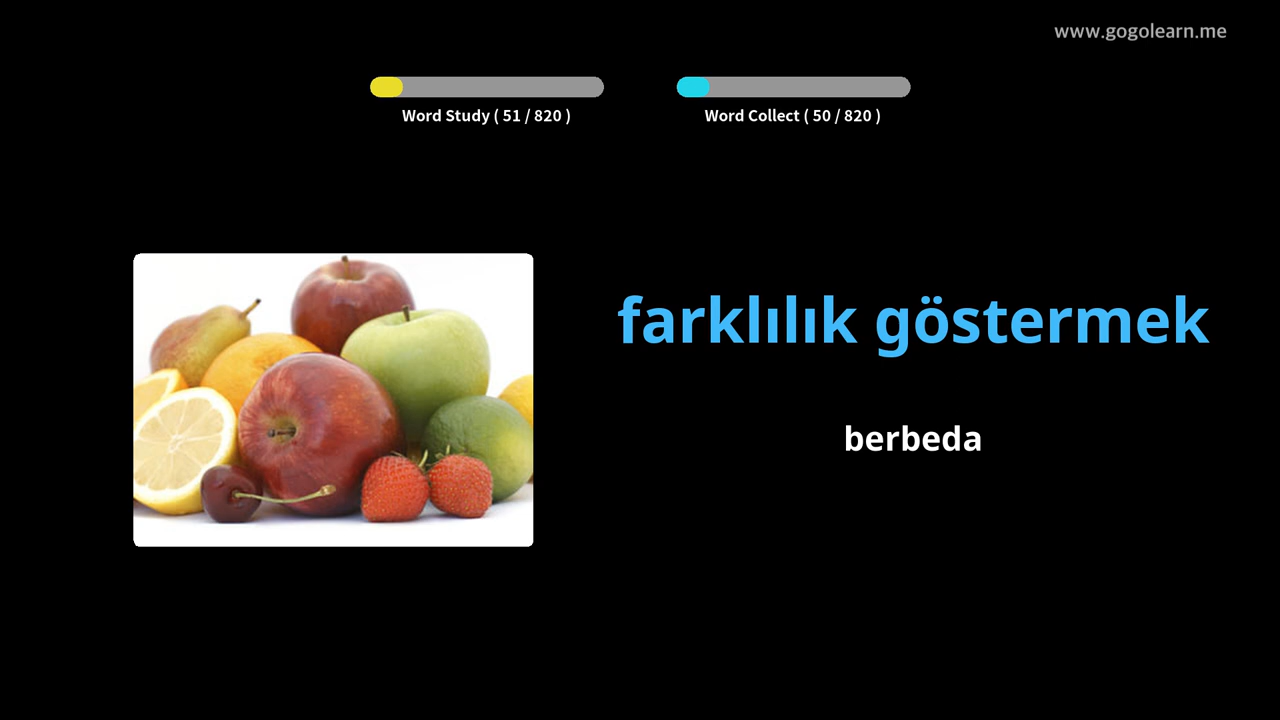 www.gogolearn.me
Word Study ( 51 / 820 )
Word Collect ( 50 / 820 )
farklılık göstermek
berbeda